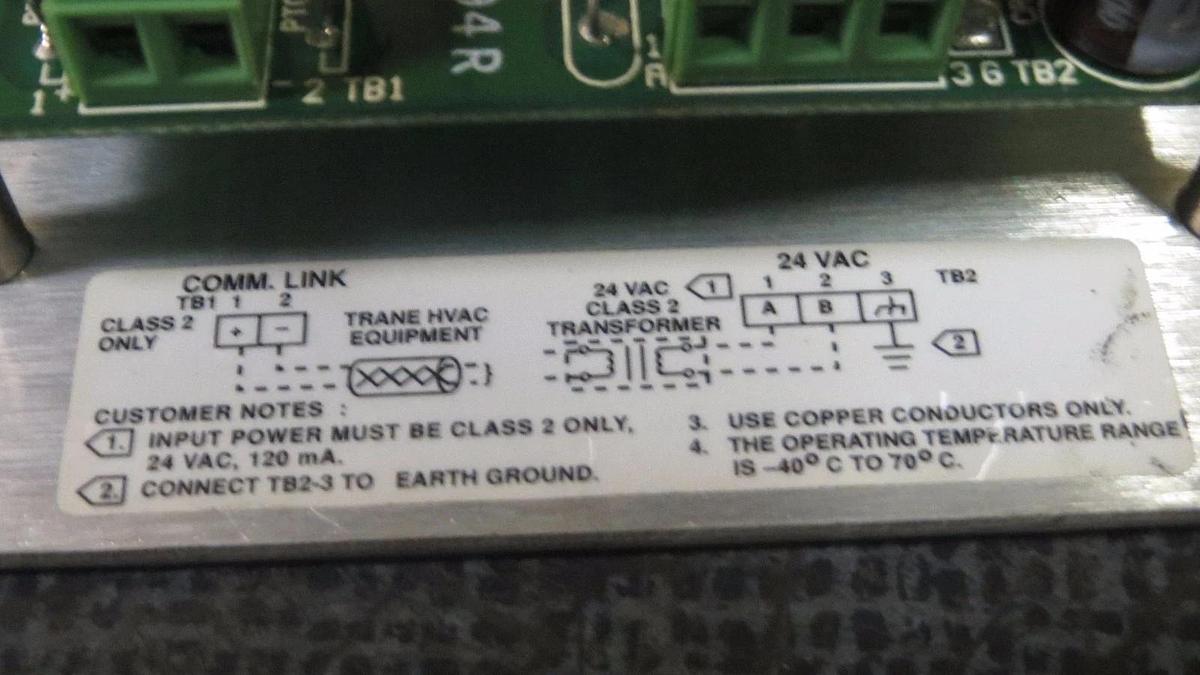 1 + - 2 TB1
94R
1
A
3 G TB2
COMM. LINK
TB1 1 2
CLASS 2
ONLY
+ -
TRANE HVAC
EQUIPMENT
24 VAC
CLASS 2
TRANSFORMER
1
24 VAC
1 2 3 TB2
A B
2
CUSTOMER NOTES :
1. INPUT POWER MUST BE CLASS 2 ONLY,
24 VAC, 120 mA.
2. CONNECT TB2-3 TO EARTH GROUND.
3. USE COPPER CONDUCTORS ONLY.
4. THE OPERATING TEMPERATURE RANGE
IS -40° C TO 70° C.